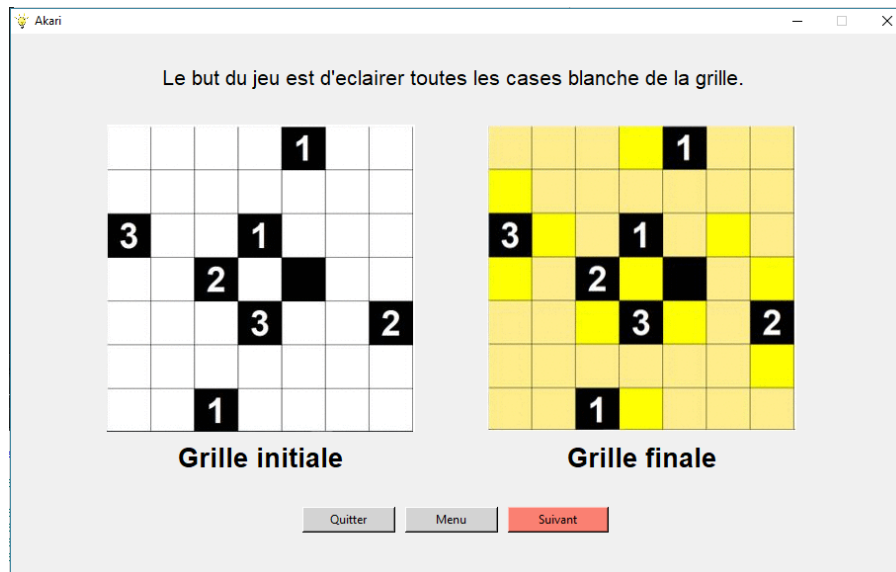 Akari
Le but du jeu est d'eclairer toutes les cases blanche de la grille.
1 1
3 1 3 1
2 2
3 2 3 2
1 1
Grille initiale Grille finale
Quitter Menu Suivant